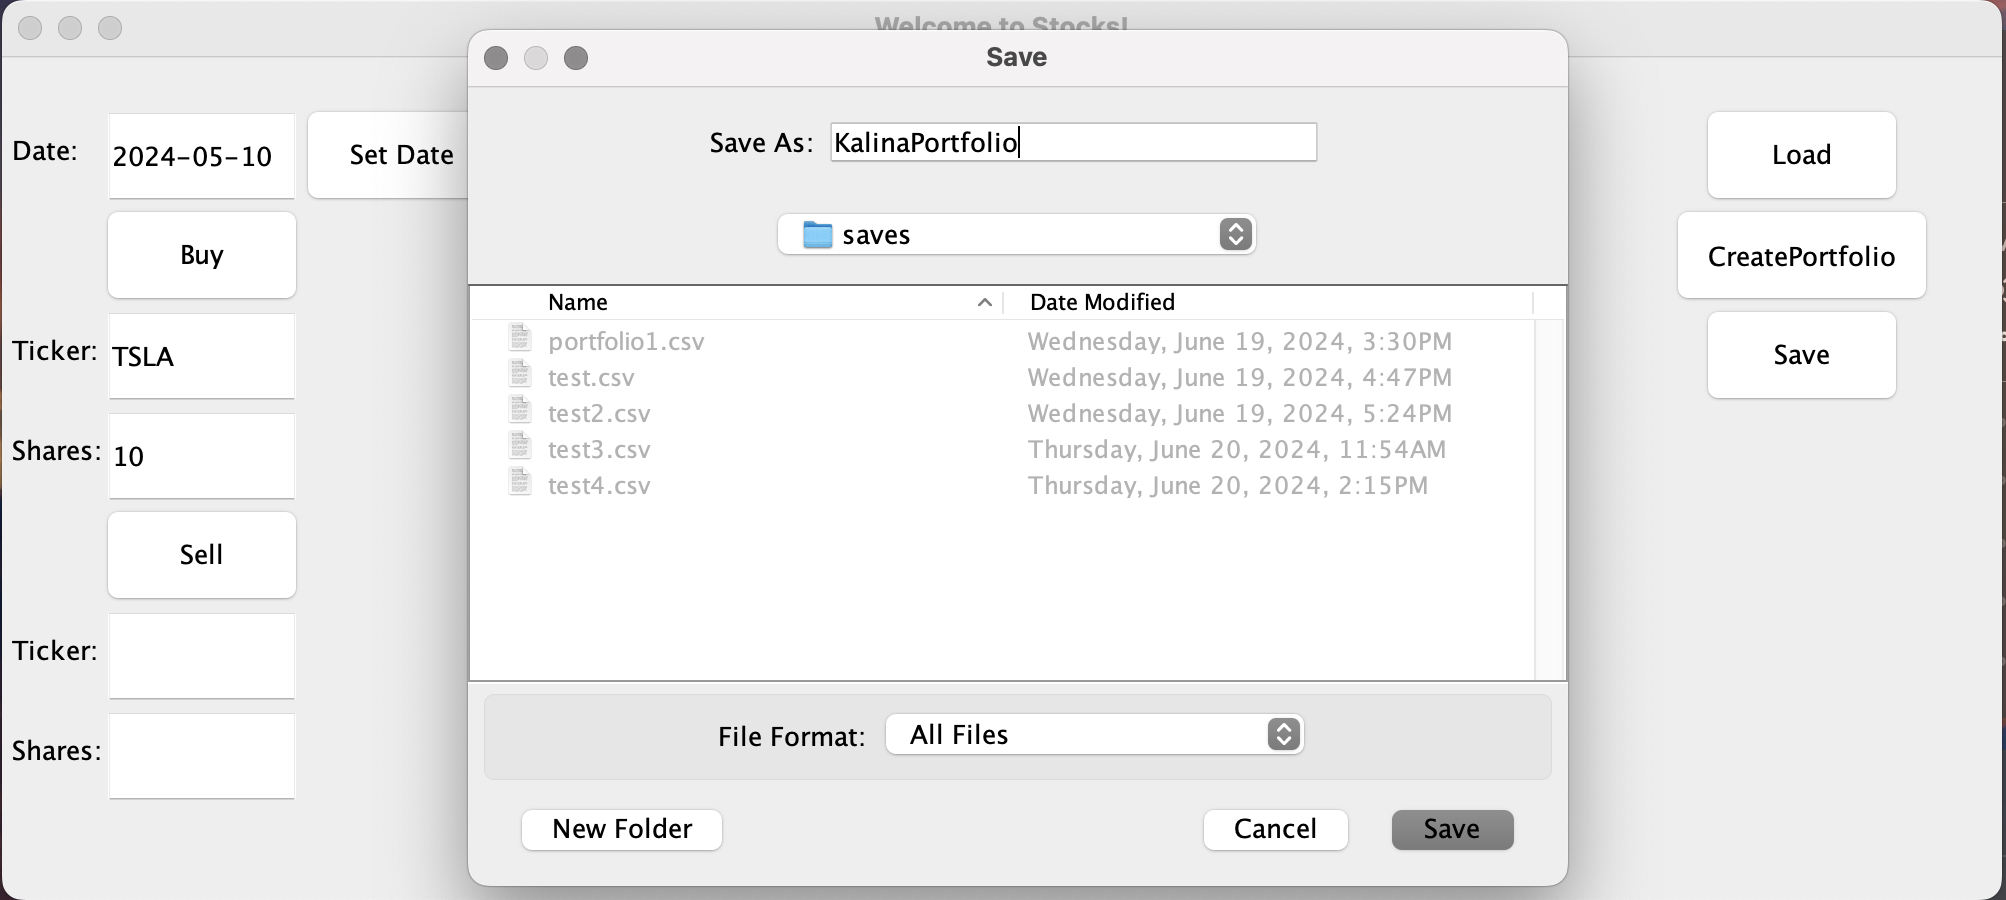 Welcome to Stocks!
Save
Save As: KalinaPortfolio
saves
Name Date Modified
portfolio1.csv Wednesday, June 19, 2024, 3:30PM
test.csv Wednesday, June 19, 2024, 4:47PM
test2.csv Wednesday, June 19, 2024, 5:24PM
test3.csv Thursday, June 20, 2024, 11:54AM
test4.csv Thursday, June 20, 2024, 2:15PM
File Format: All Files
New Folder Cancel Save
Date: 2024-05-10 Set Date
Buy
Ticker: TSLA
Shares: 10
Sell
Ticker:
Shares:
Load
CreatePortfolio
Save